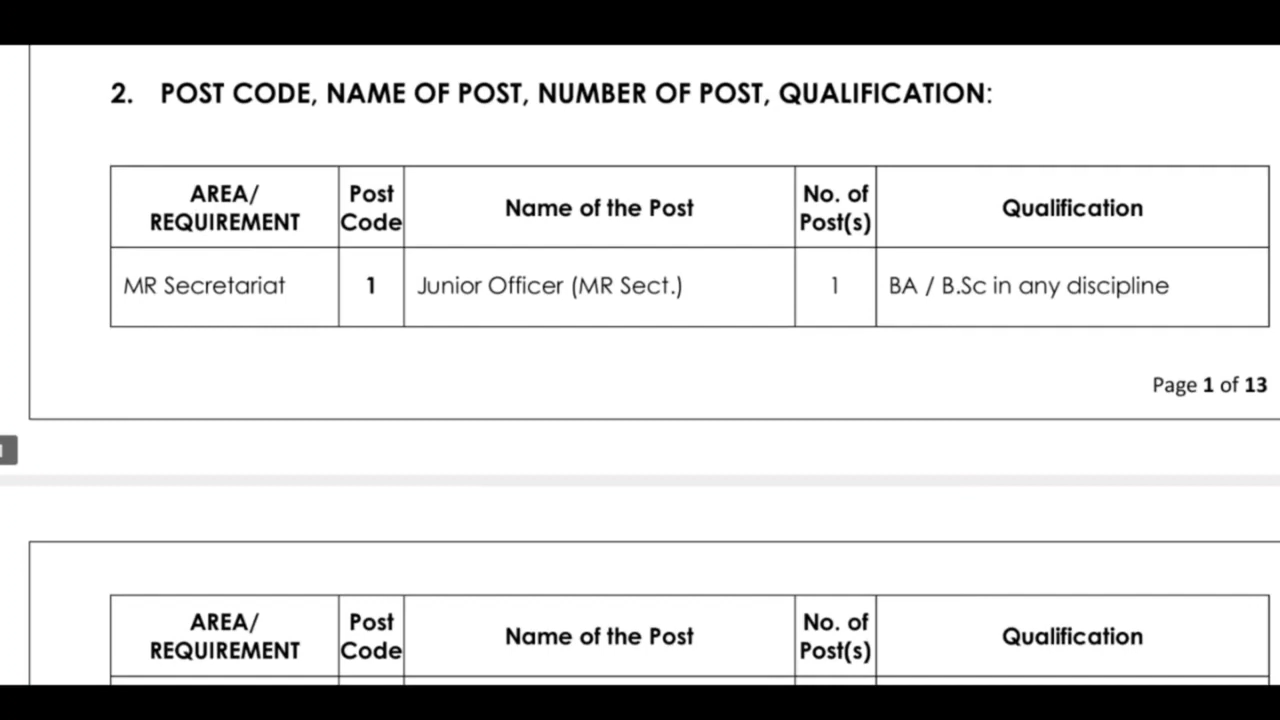 2. POST CODE, NAME OF POST, NUMBER OF POST, QUALIFICATION:
AREA/ REQUIREMENT | Post Code | Name of the Post | No. of Post(s) | Qualification
MR Secretariat | 1 | Junior Officer (MR Sect.) | 1 | BA / B.Sc in any discipline
Page 1 of 13
AREA/ REQUIREMENT | Post Code | Name of the Post | No. of Post(s) | Qualification